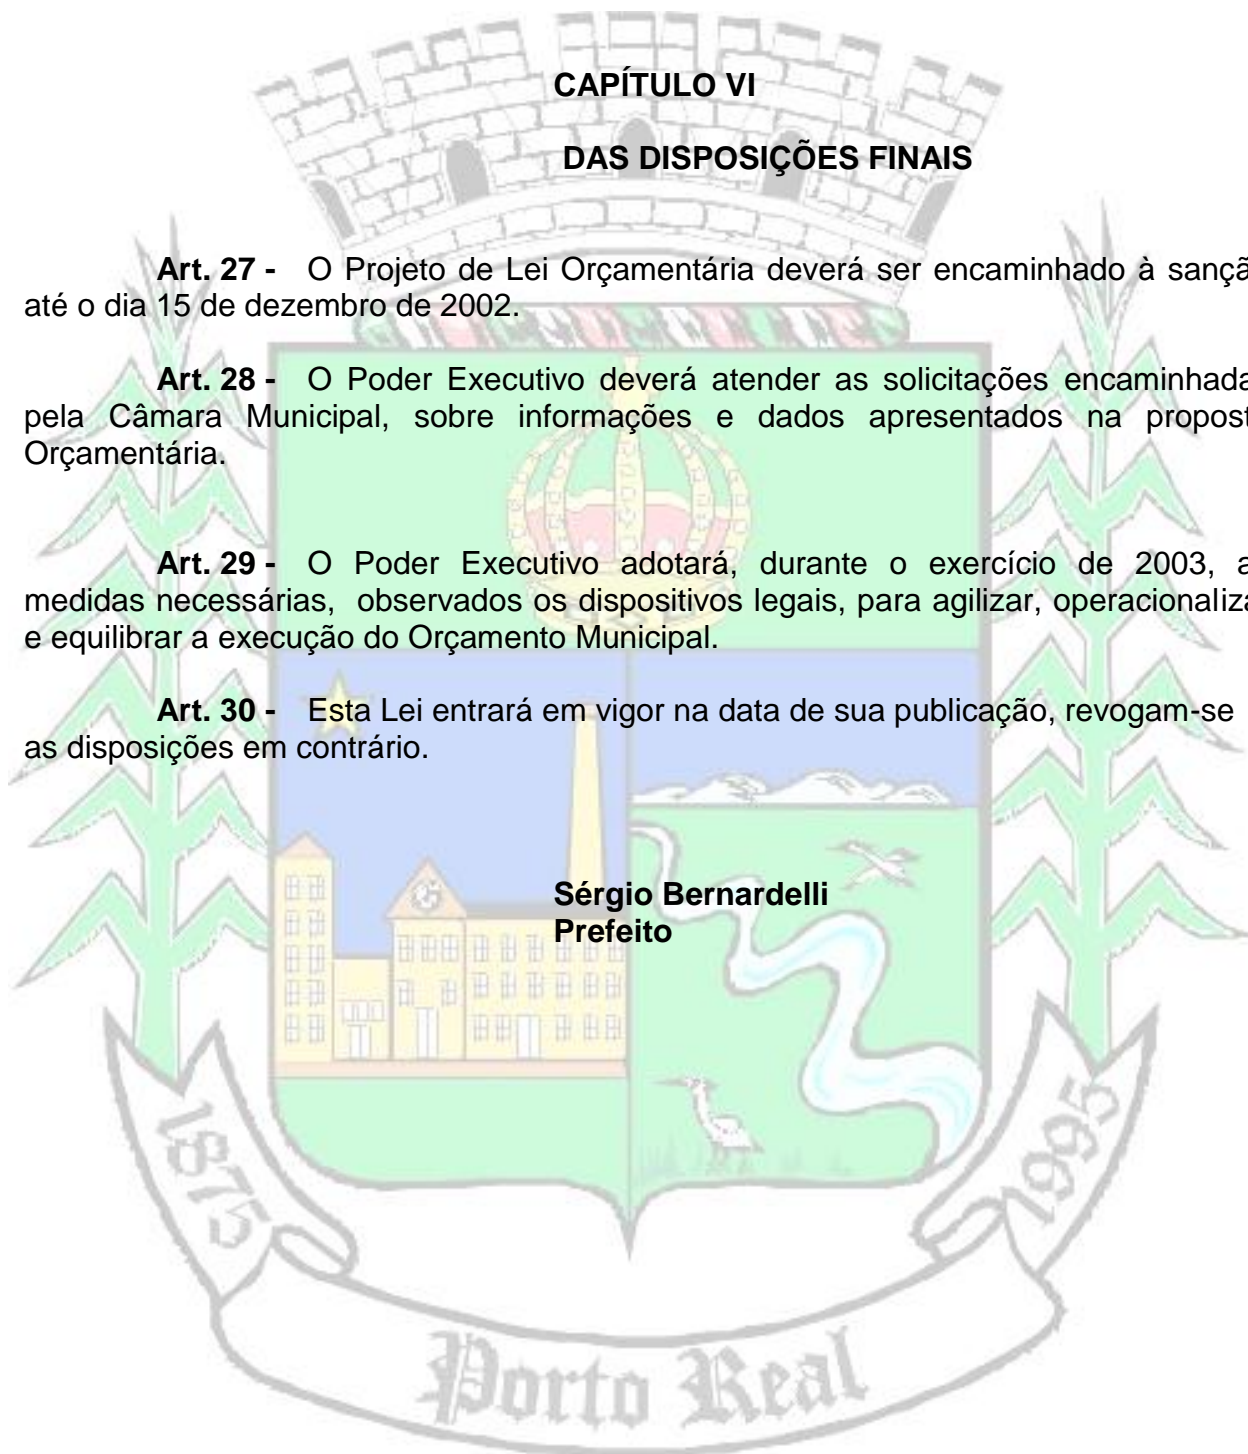 CAPÍTULO VI
DAS DISPOSIÇÕES FINAIS
Art. 27 - O Projeto de Lei Orçamentária deverá ser encaminhado à sançã
até o dia 15 de dezembro de 2002.
Art. 28 - O Poder Executivo deverá atender as solicitações encaminhada
pela Câmara Municipal, sobre informações e dados apresentados na propost
Orçamentária.
Art. 29 - O Poder Executivo adotará, durante o exercício de 2003, a
medidas necessárias, observados os dispositivos legais, para agilizar, operacionaliza
e equilibrar a execução do Orçamento Municipal.
Art. 30 - Esta Lei entrará em vigor na data de sua publicação, revogam-se
as disposições em contrário.
Sérgio Bernardelli
Prefeito
1875
1995
Porto Real